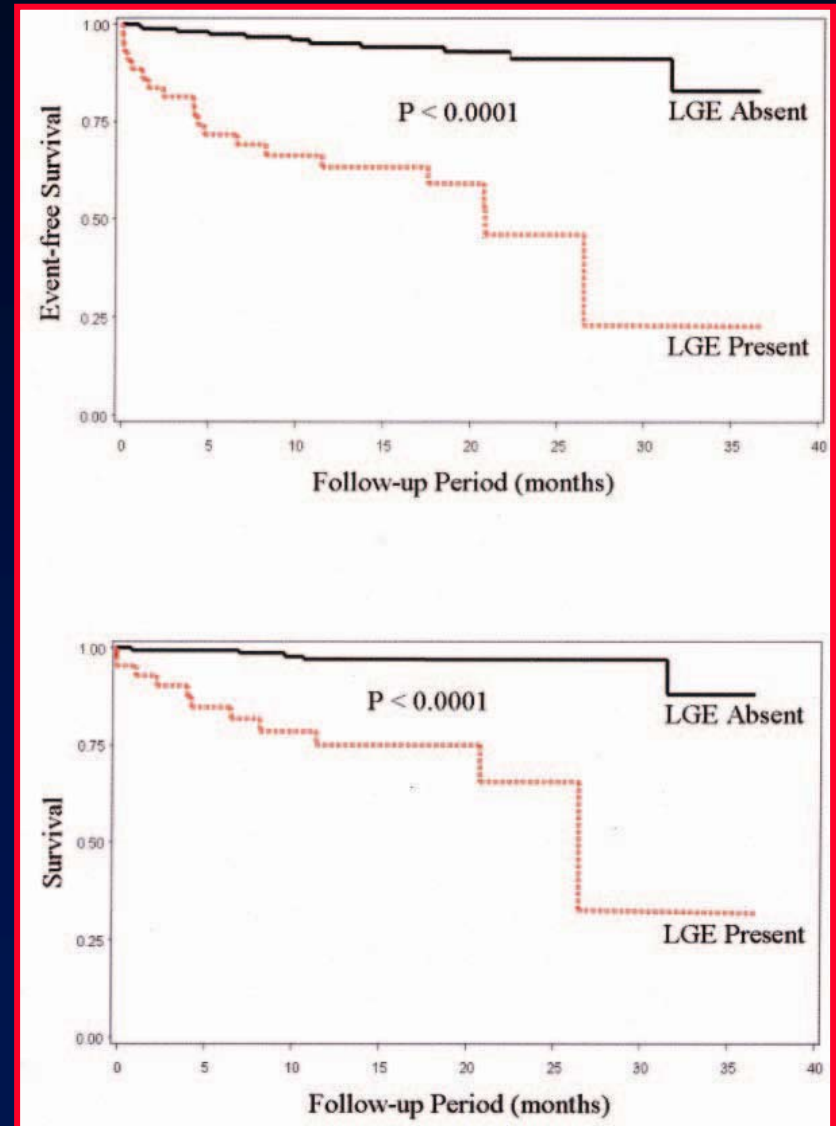 1.00
0.75
0.50
0.25
0.00
Event-free Survival
P < 0.0001
LGE Absent
LGE Present
0 5 10 15 20 25 30 35 40
Follow-up Period (months)
1.00
0.75
0.50
0.25
0.00
Survival
P < 0.0001
LGE Absent
LGE Present
0 5 10 15 20 25 30 35 40
Follow-up Period (months)